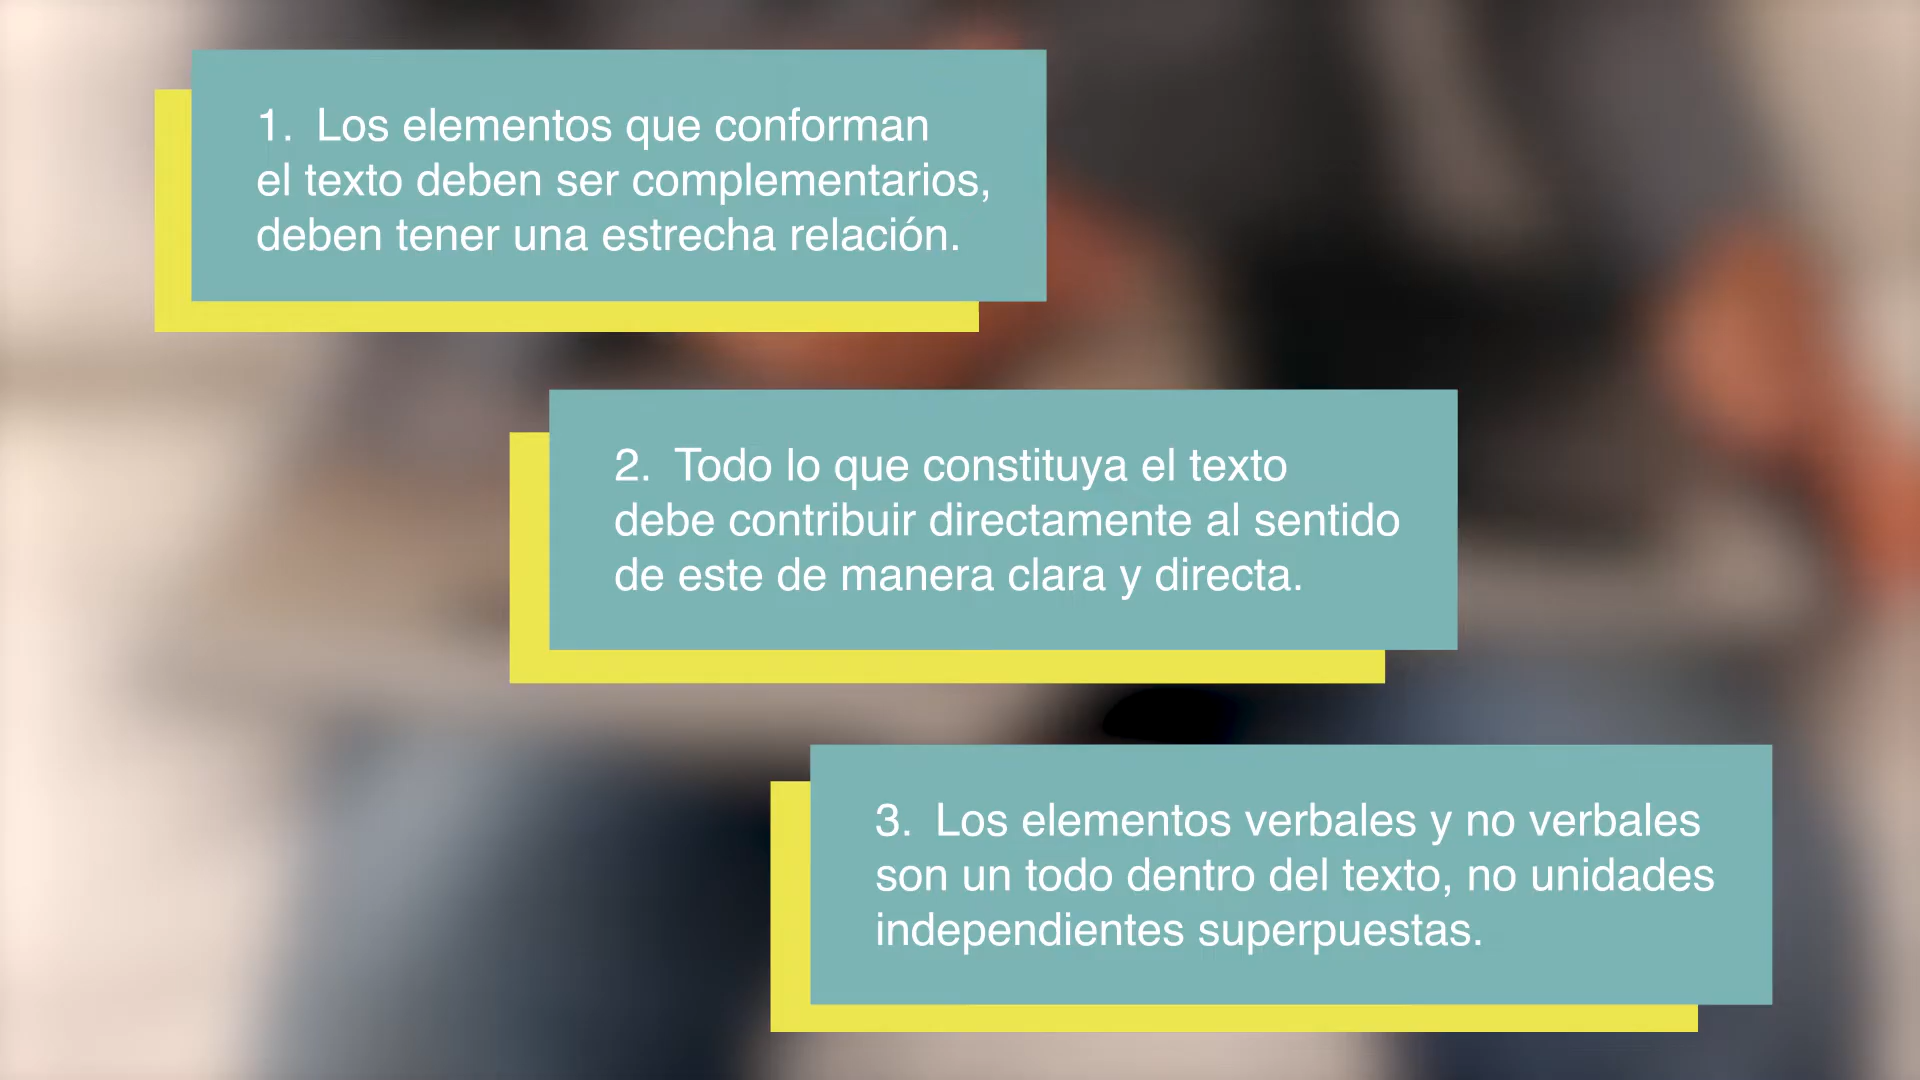 1. Los elementos que conforman
el texto deben ser complementarios,
deben tener una estrecha relación.
2. Todo lo que constituya el texto
debe contribuir directamente al sentido
de este de manera clara y directa.
3. Los elementos verbales y no verbales
son un todo dentro del texto, no unidades
independientes superpuestas.